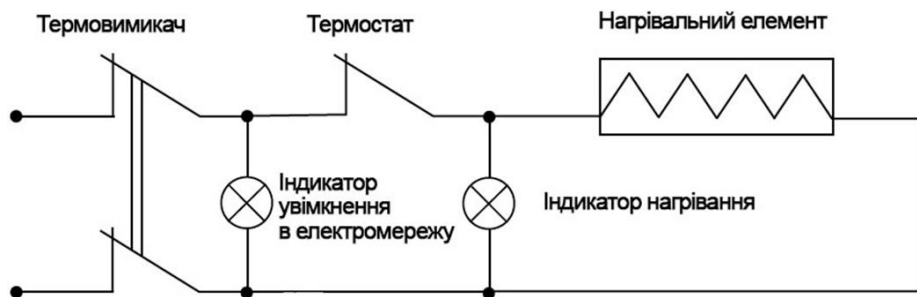 Термовимикач
Термостат
Нагрівальний елемент
Індикатор
увімкнення
в електромережу
Індикатор нагрівання